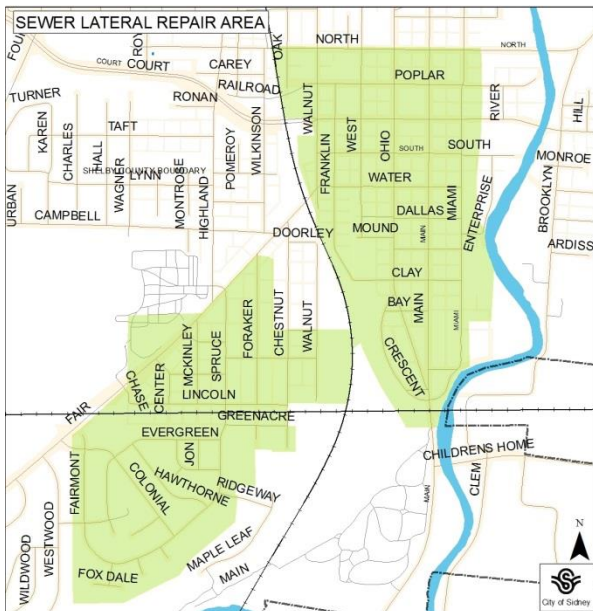 SEWER LATERAL REPAIR AREA
OAK
NORTH
NORTH
ROY
COURT
COURT
CAREY
RAILROAD
POPLAR
TURNER
RONAN
WALNUT
RIVER
HILL
KAREN
CHARLES
TAFT
HALL
POMEROY
WILKINSON
FRANKLIN
WEST
OHIO
SOUTH
SOUTH
MONROE
SHELBY COUNTY BOUNDARY
LYNN
WAGNER
MONTROSE
HIGHLAND
WATER
MIAMI
ENTERPRISE
BROOKLYN
URBAN
CAMPBELL
DALLAS
DOORLEY
MOUND
MAIN
ARDISS
CLAY
BAY
MAIN
MIAMI
FORAKER
CHESTNUT
WALNUT
MCKINLEY
SPRUCE
CRESCENT
CHASE
CENTER
LINCOLN
FAIR
GREENACRE
EVERGREEN
JON
CHILDRENS HOME
FAIRMONT
COLONIAL
HAWTHORNE
RIDGEWAY
MAIN
CLEM
WESTWOOD
WILDWOOD
MAPLE LEAF
FOX DALE
MAIN
N
City of Sidney